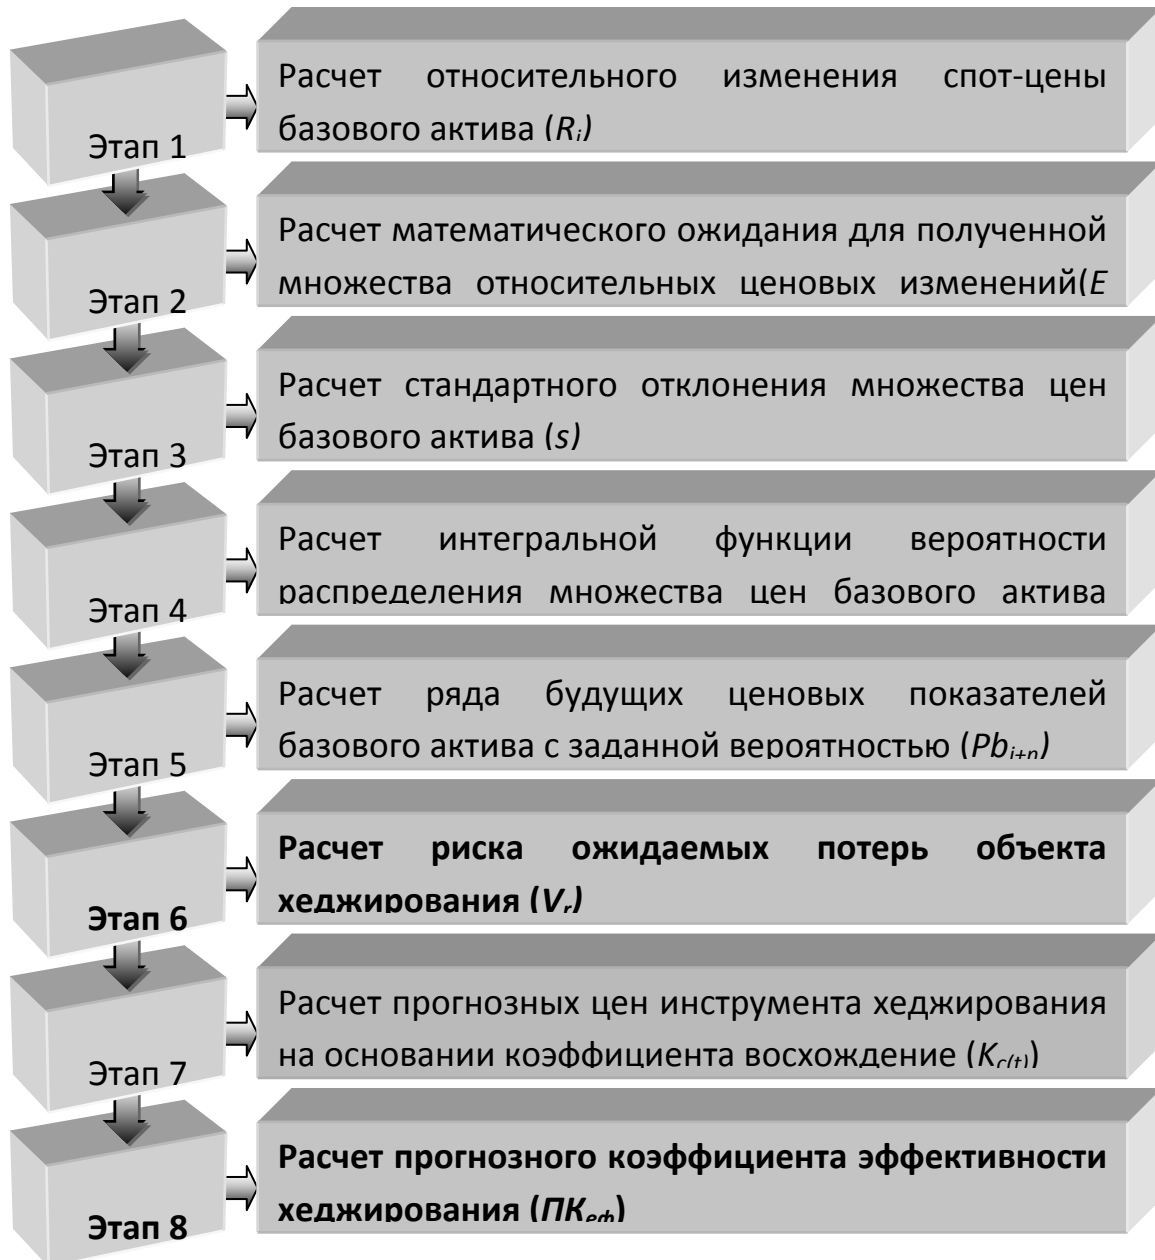 Этап 1
Расчет относительного изменения спот-цены
базового актива (Ri)
Этап 2
Расчет математического ожидания для полученной
множества относительных ценовых изменений(E
Этап 3
Расчет стандартного отклонения множества цен
базового актива (s)
Этап 4
Расчет интегральной функции вероятности
распределения множества цен базового актива
Этап 5
Расчет ряда будущих ценовых показателей
базового актива с заданной вероятностью (Pbi+n)
Этап 6
Расчет риска ожидаемых потерь объекта
хеджирования (Vr)
Этап 7
Расчет прогнозных цен инструмента хеджирования
на основании коэффициента восхождение (Kc(t))
Этап 8
Расчет прогнозного коэффициента эффективности
хеджирования (ПКеф)